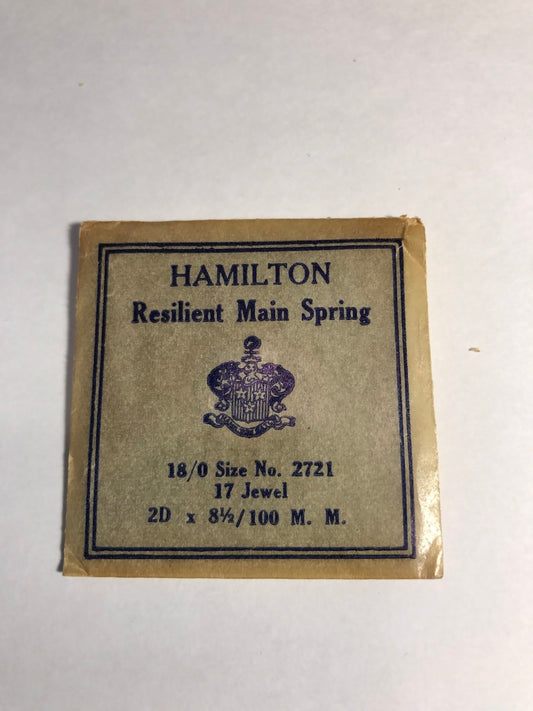 HAMILTON
Resilient Main Spring
18/0 Size No. 2721
17 Jewel
2D x 8½/100 M. M.